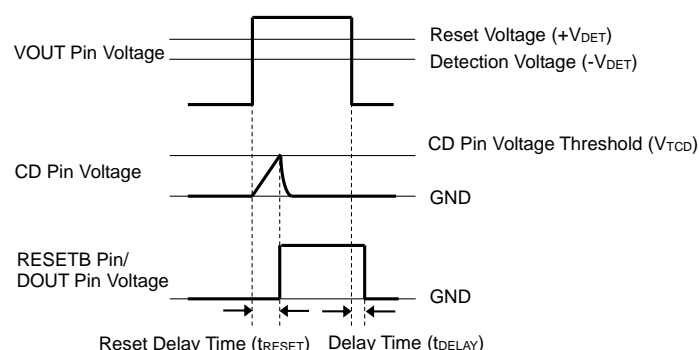 Reset Voltage (+VDET)
VOUT Pin Voltage
Detection Voltage (-VDET)
CD Pin Voltage Threshold (VTCD)
CD Pin Voltage
GND
RESETB Pin/
DOUT Pin Voltage
GND
Reset Delay Time (tRESET) Delay Time (tDELAY)